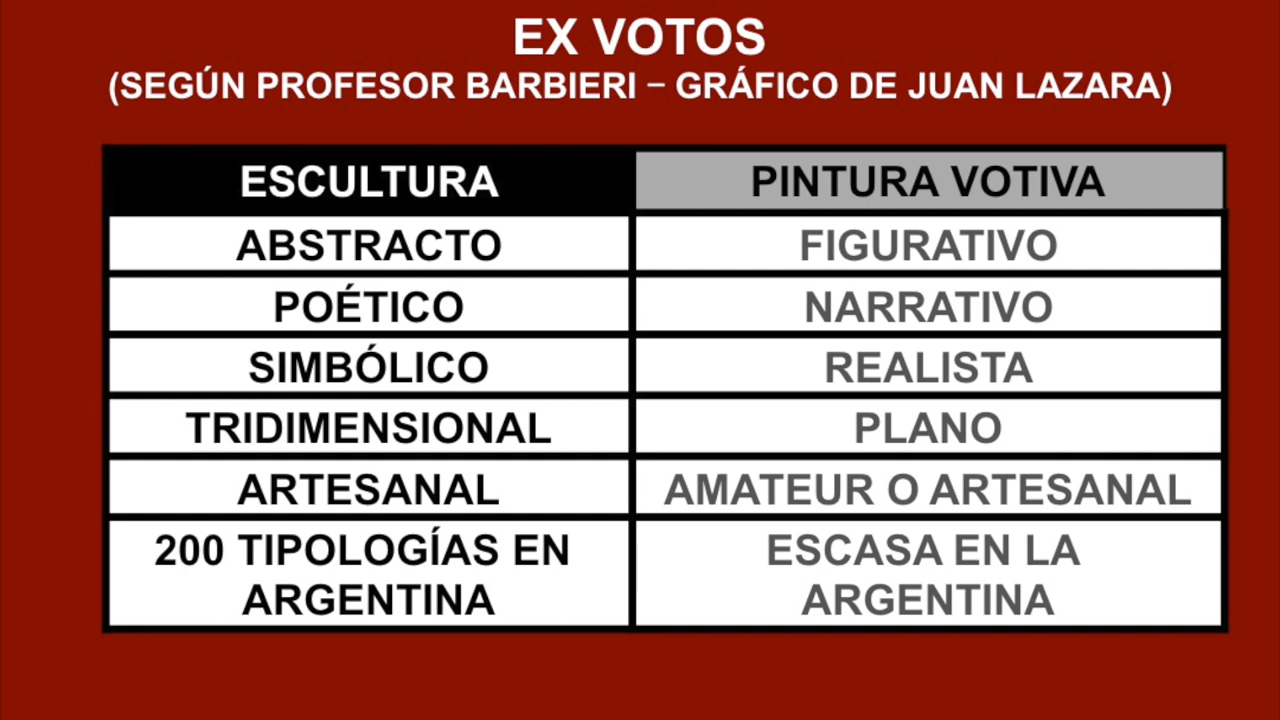 EX VOTOS
(SEGÚN PROFESOR BARBIERI – GRÁFICO DE JUAN LAZARA)
ESCULTURA PINTURA VOTIVA
ABSTRACTO FIGURATIVO
POÉTICO NARRATIVO
SIMBÓLICO REALISTA
TRIDIMENSIONAL PLANO
ARTESANAL AMATEUR O ARTESANAL
200 TIPOLOGÍAS EN
ARGENTINA
ESCASA EN LA
ARGENTINA